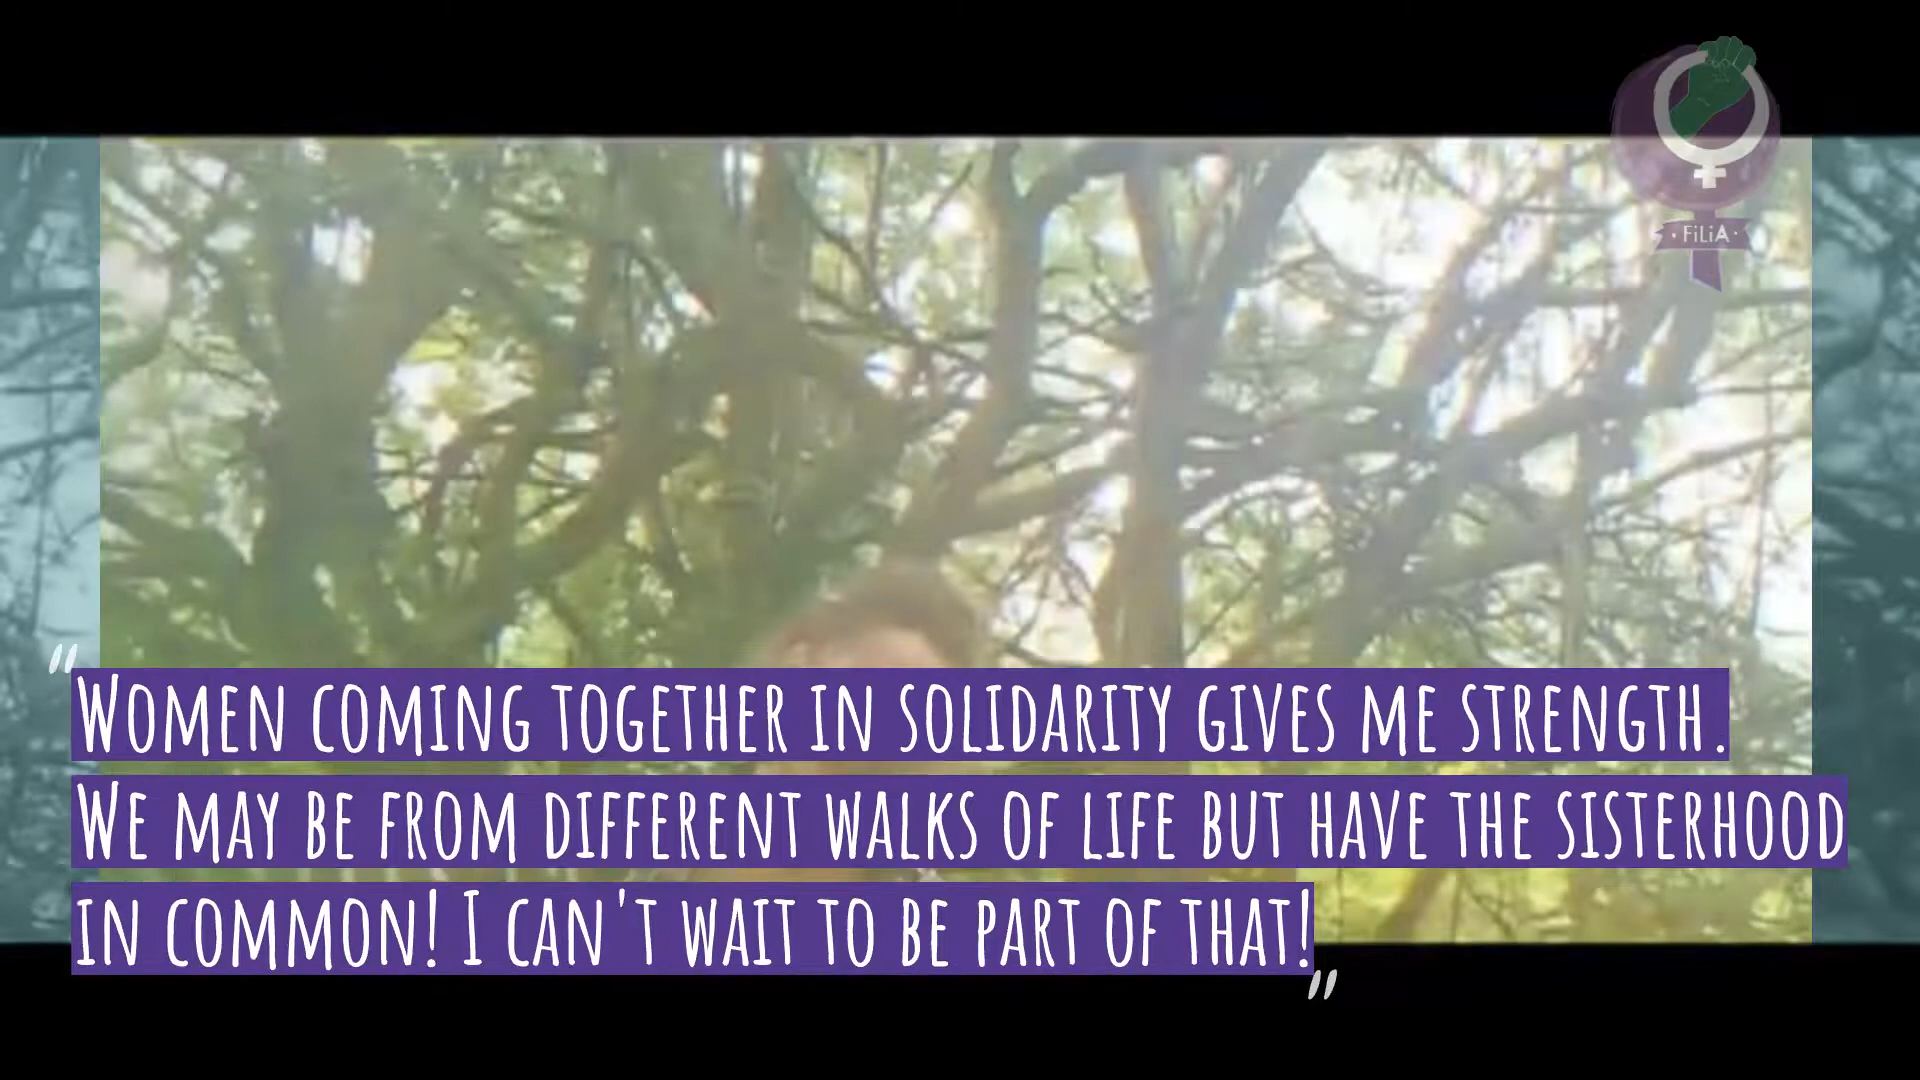 FiLiA
"Women coming together in solidarity gives me strength.
We may be from different walks of life but have the sisterhood
in common! I can't wait to be part of that!"